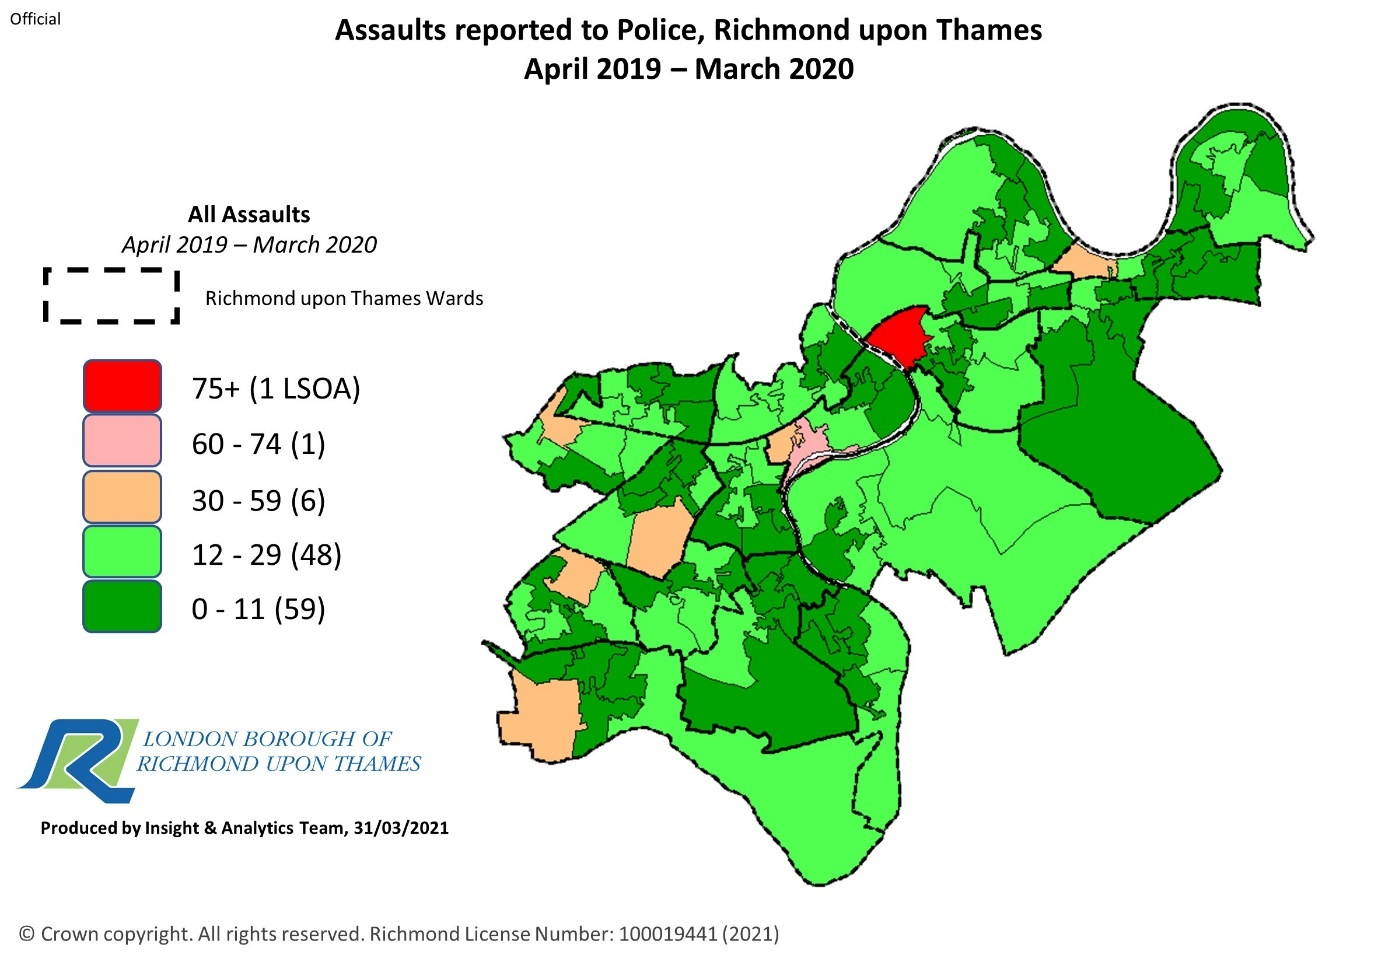 Official
Assaults reported to Police, Richmond upon Thames
April 2019 – March 2020
All Assaults
April 2019 – March 2020
Richmond upon Thames Wards
75+ (1 LSOA)
60 - 74 (1)
30 - 59 (6)
12 - 29 (48)
0 - 11 (59)
LONDON BOROUGH OF
RICHMOND UPON THAMES
Produced by Insight & Analytics Team, 31/03/2021
© Crown copyright. All rights reserved. Richmond License Number: 100019441 (2021)